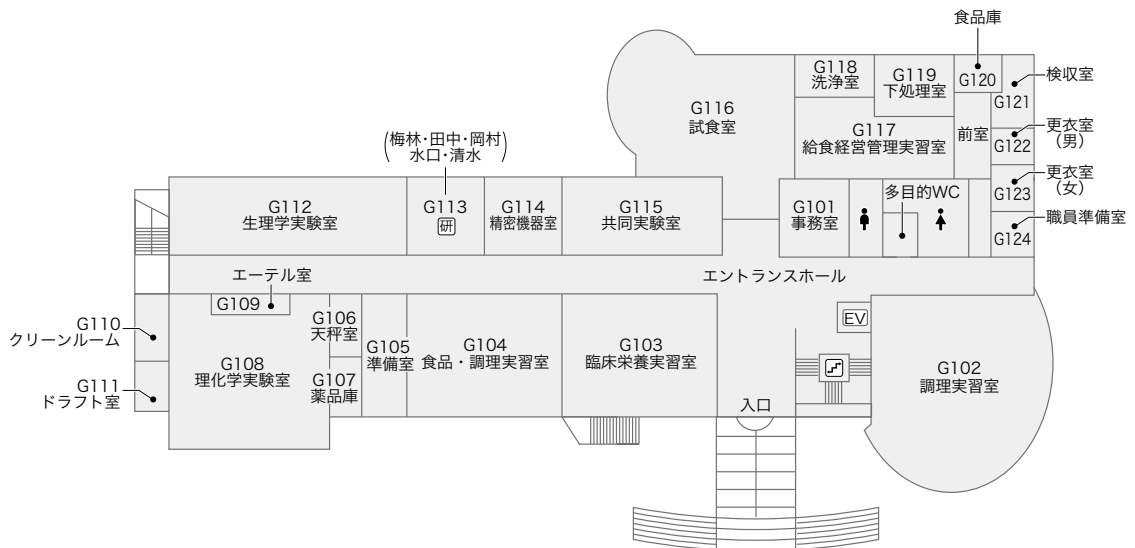 食品庫
G118
洗浄室
G119
下処理室
G120
検収室
G121
G116
試食室
G117
給食経営管理実習室
前室
更衣室
(男)
G122
(梅林・田中・岡村
水口・清水)
更衣室
(女)
G123
多目的WC
G112
生理学実験室
G113
研
G114
精密機器室
G115
共同実験室
G101
事務室
職員準備室
G124
エーテル室
エントランスホール
G109
G110
クリーンルーム
G106
天秤室
EV
G105
準備室
G104
食品・調理実習室
G103
臨床栄養実習室
G108
理化学実験室
G102
調理実習室
G111
ドラフト室
G107
薬品庫
入口